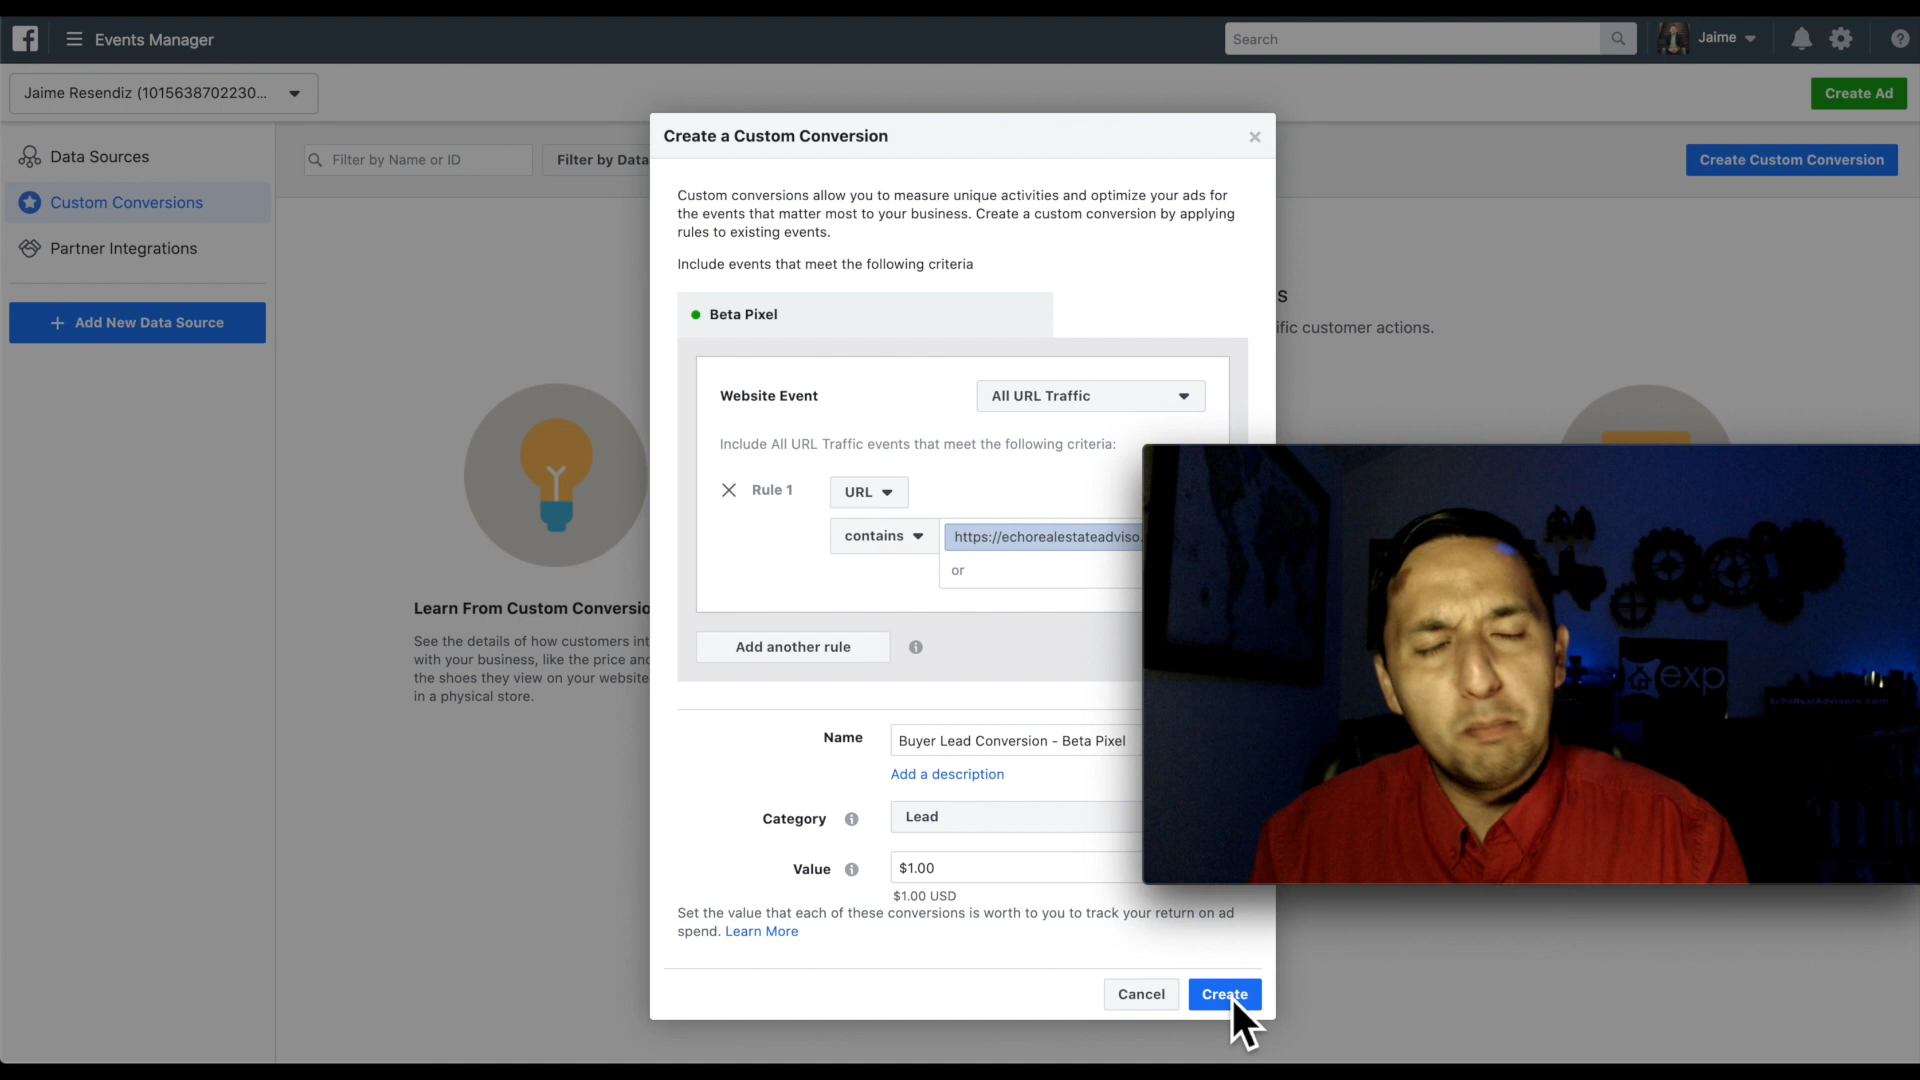 Events Manager
Search
Jaime
Jaime Resendiz (1015638702230...
Create Ad
Data Sources
Custom Conversions
Partner Integrations
+ Add New Data Source
Filter by Name or ID
Filter by Data
Create Custom Conversion
Create a Custom Conversion
Custom conversions allow you to measure unique activities and optimize your ads for
the events that matter most to your business. Create a custom conversion by applying
rules to existing events.
Include events that meet the following criteria
Beta Pixel
Website Event
All URL Traffic
Include All URL Traffic events that meet the following criteria:
Rule 1
URL
contains
https://echorealestateadviso.
or
Add another rule
Name
Buyer Lead Conversion - Beta Pixel
Add a description
Category
Lead
Value
$1.00
$1.00 USD
Set the value that each of these conversions is worth to you to track your return on ad
spend. Learn More
Cancel
Create
Learn From Custom Conversio
See the details of how customers int
with your business, like the price and
the shoes they view on your website
in a physical store.
s
ific customer actions.
exp